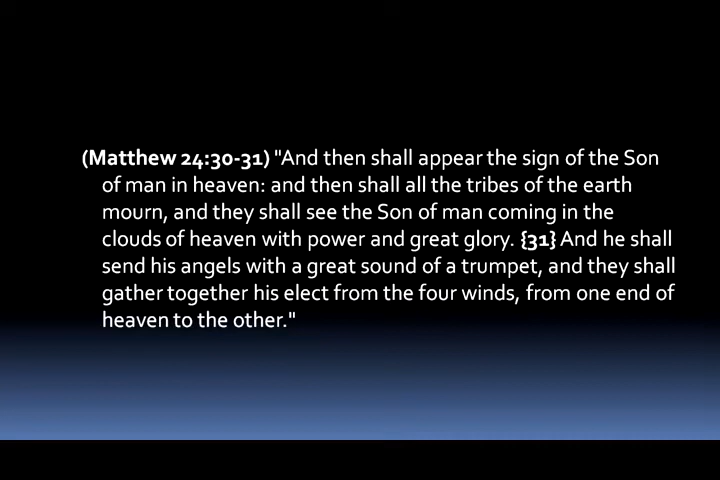 (Matthew 24:30-31) "And then shall appear the sign of the Son
of man in heaven: and then shall all the tribes of the earth
mourn, and they shall see the Son of man coming in the
clouds of heaven with power and great glory. {31} And he shall
send his angels with a great sound of a trumpet, and they shall
gather together his elect from the four winds, from one end of
heaven to the other."